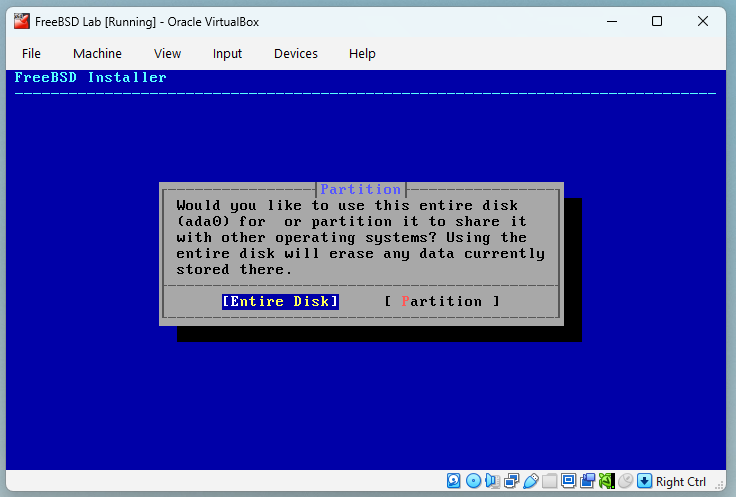 FreeBSD Lab [Running] - Oracle VirtualBox
File Machine View Input Devices Help
FreeBSD Installer
Partition
Would you like to use this entire disk
(ada0) for  or partition it to share it
with other operating systems? Using the
entire disk will erase any data currently
stored there.
[Entire Disk] [ Partition ]
Right Ctrl